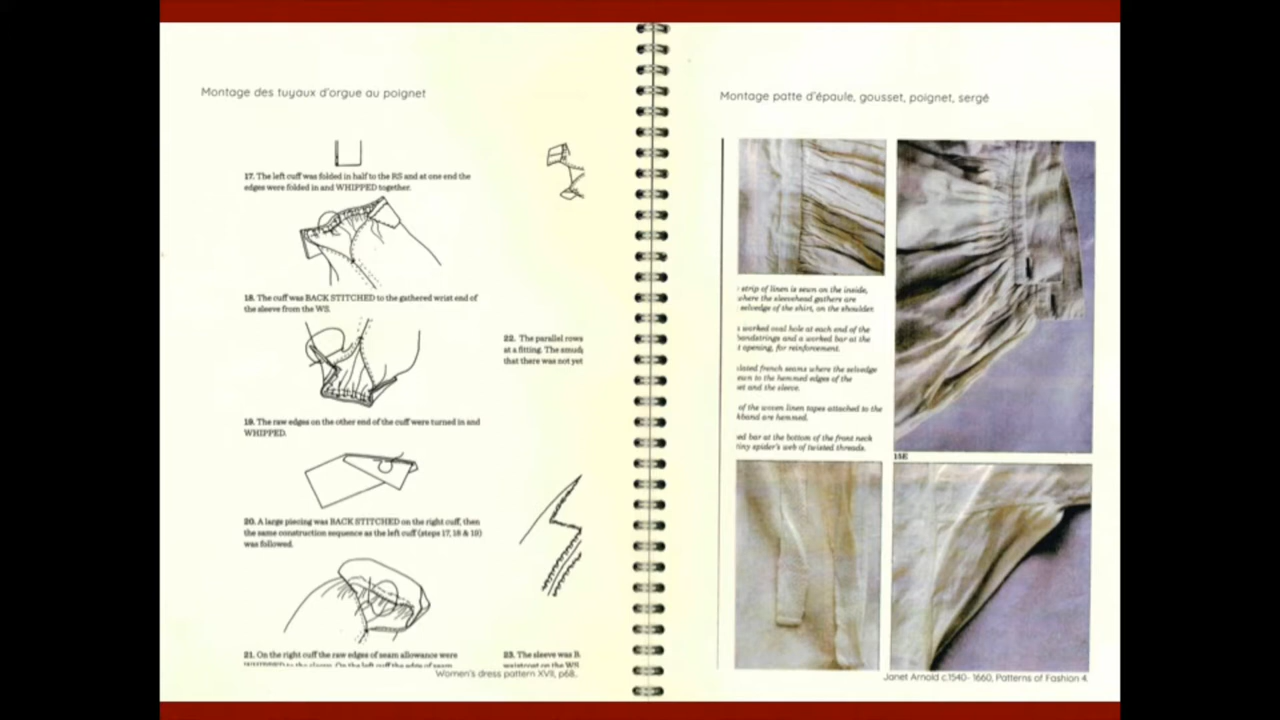 Montage des tuyaux d'orgue au poignet
17. The left cuff was folded in half to the RS and at one end the
edges were folded in and WHIPPED together.
18. The cuff was BACK STITCHED to the gathered wrist end of
the sleeve from the WS.
19. The raw edges on the other end of the cuff were turned in and
WHIPPED.
20. A large piecing was BACK STITCHED on the right cuff, then
the same construction sequence as the left cuff (steps 17, 18 & 19)
was followed.
21. On the right cuff the raw edges of seam allowance were
22. The parallel rows
at a fitting. The
that there was not yet
23. The sleeve was B
waistcoat on the WS
Women's dress pattern XVII, p68.
Montage patte d'épaule, gousset, poignet, sergé
strip of linen is sewn on the inside,
where the sleevehead gathers are
selvedge of the shirt, on the shoulder.
worked oval hole at each end of the
bandstrings and a worked bar at the
opening, for reinforcement.
french seams where the selvedge
to the hemmed edges of the
and the sleeve.
of the woven linen tapes attached to the
are hemmed.
bar at the bottom of the front neck
tiny spider's web of twisted threads.
15E
Janet Arnold c.1540- 1660, Patterns of Fashion 4.